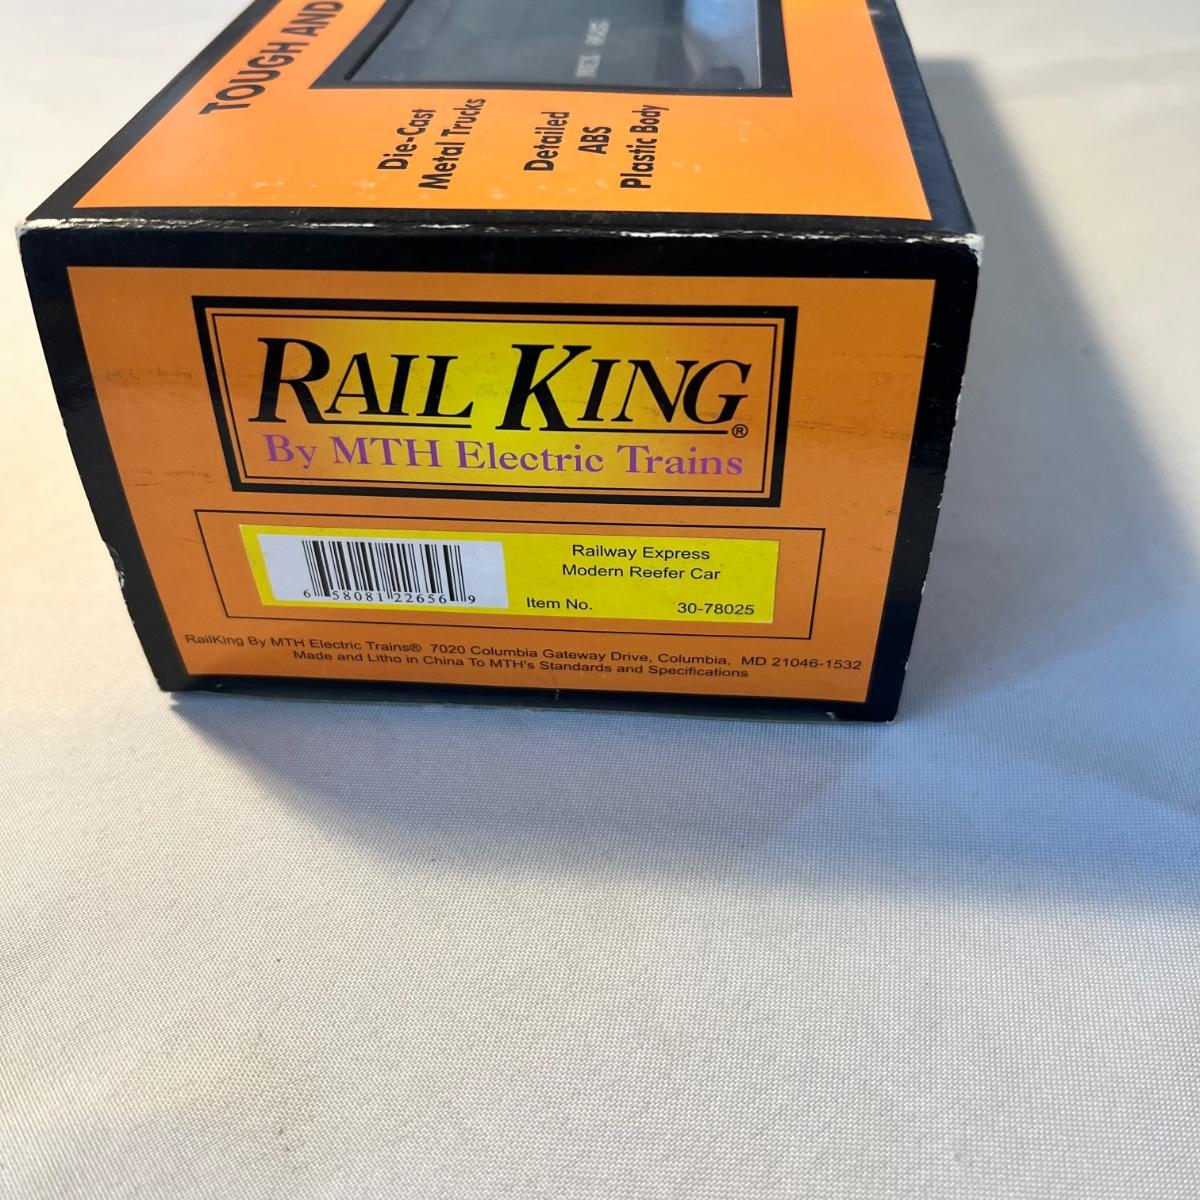 TOUGH AND
Die-Cast
Metal Trucks
Detailed
ABS
Plastic Body
RAIL KING®
By MTH Electric Trains
6 58081 22656 9
Railway Express
Modern Reefer Car
Item No. 30-78025
RailKing By MTH Electric Trains® 7020 Columbia Gateway Drive, Columbia, MD 21046-1532
Made and Litho in China To MTH's Standards and Specifications